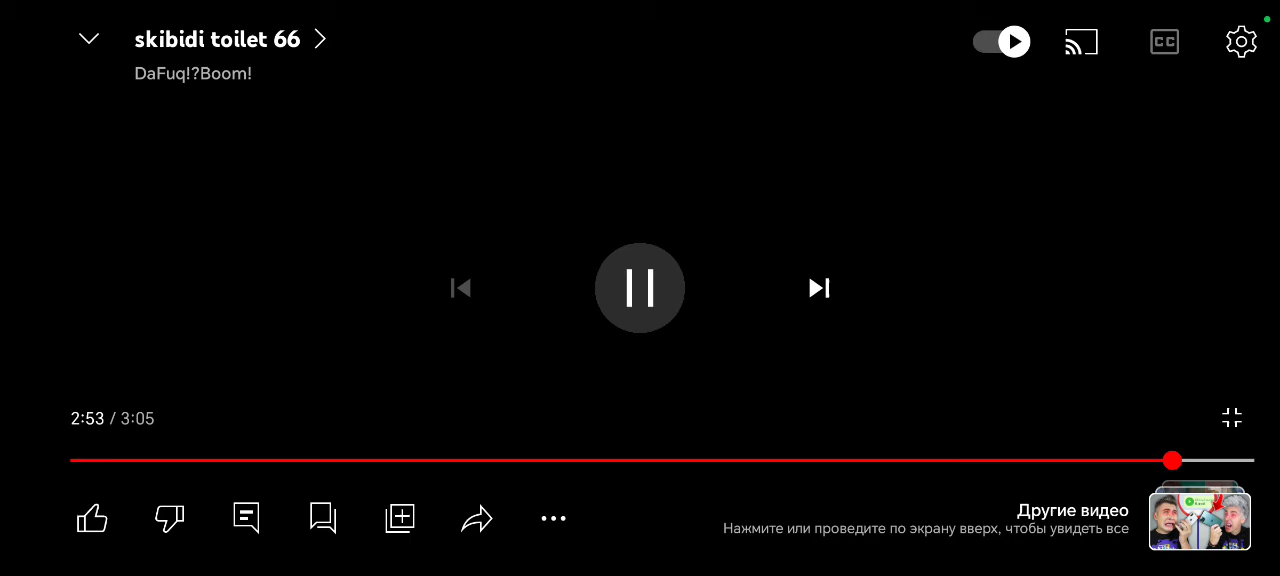 skibidi toilet 66
DaFuq!?Boom!
CC
2:53 / 3:05
Другие видео
Нажмите или проведите по экрану вверх, чтобы увидеть все